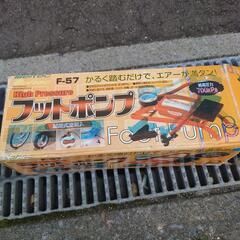 F-57
かるく踏むだけで、エアーが満タン!
High Pressure
フットポンプ
最高圧力
700kPa
Foot Pump